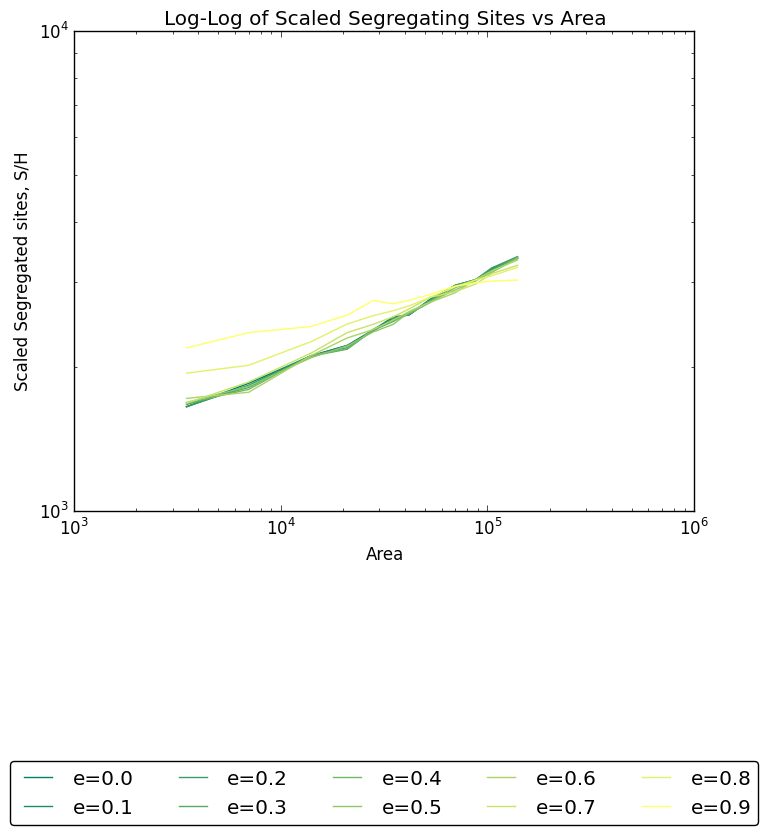 Log-Log of Scaled Segregating Sites vs Area
10^4
Scaled Segregated sites, S/H
10^3
10^3 10^4 10^5 10^6
Area
e=0.0 e=0.2 e=0.4 e=0.6 e=0.8
e=0.1 e=0.3 e=0.5 e=0.7 e=0.9